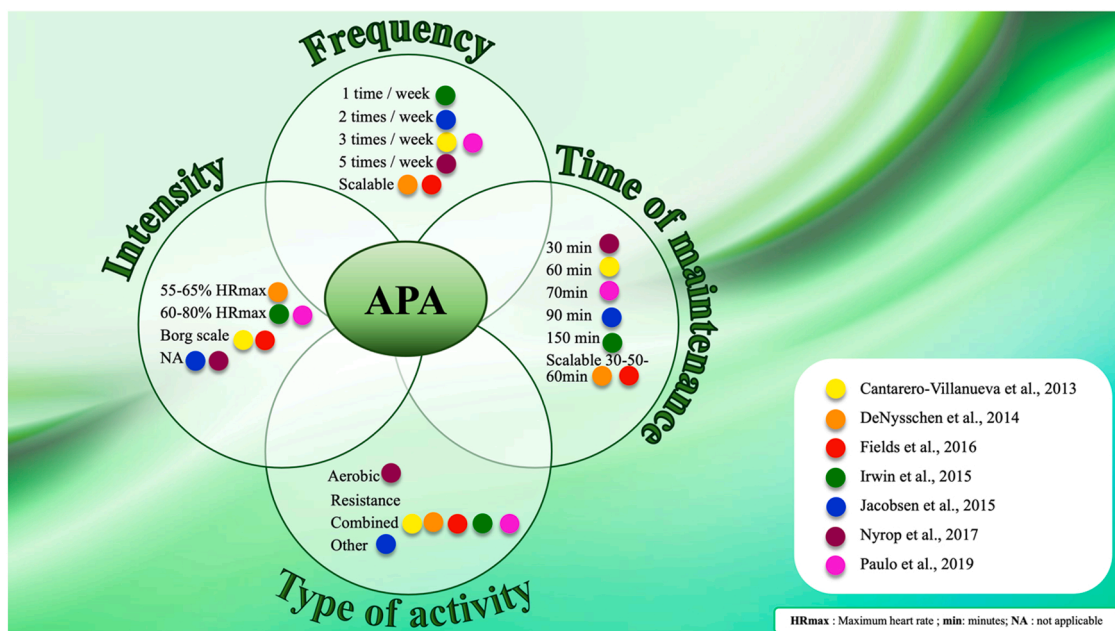 Frequency
1 time / week
2 times / week
3 times / week
5 times / week
Scalable
Intensity
55-65% HRmax
60-80% HRmax
Borg scale
NA
APA
Time of maintenance
30 min
60 min
70min
90 min
150 min
Scalable 30-50-
60min
Aerobic
Resistance
Combined
Other
Type of activity
Cantarero-Villanueva et al., 2013
DeNysschen et al., 2014
Fields et al., 2016
Irwin et al., 2015
Jacobsen et al., 2015
Nyrop et al., 2017
Paulo et al., 2019
HRmax : Maximum heart rate ; min: minutes; NA : not applicable